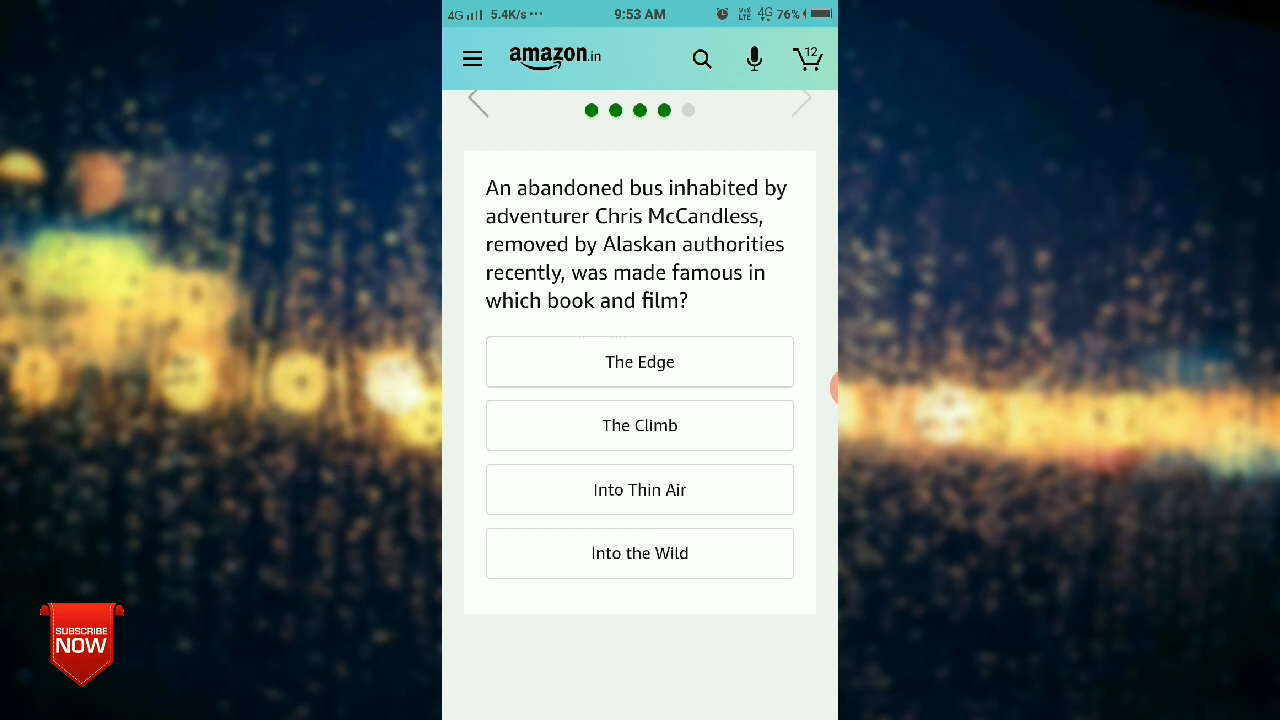 4G 5.4K/s ··· 9:53 AM VoD LTE 4G 76%
amazon.in 12
An abandoned bus inhabited by
adventurer Chris McCandless,
removed by Alaskan authorities
recently, was made famous in
which book and film?
The Edge
The Climb
Into Thin Air
Into the Wild
SUBSCRIBE
NOW